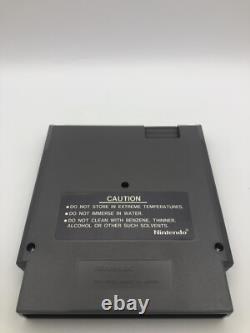 CAUTION
• DO NOT STORE IN EXTREME TEMPERATURES.
• DO NOT IMMERSE IN WATER.
• DO NOT CLEAN WITH BENZENE, THINNER,
ALCOHOL OR OTHER SUCH SOLVENTS.
Nintendo®